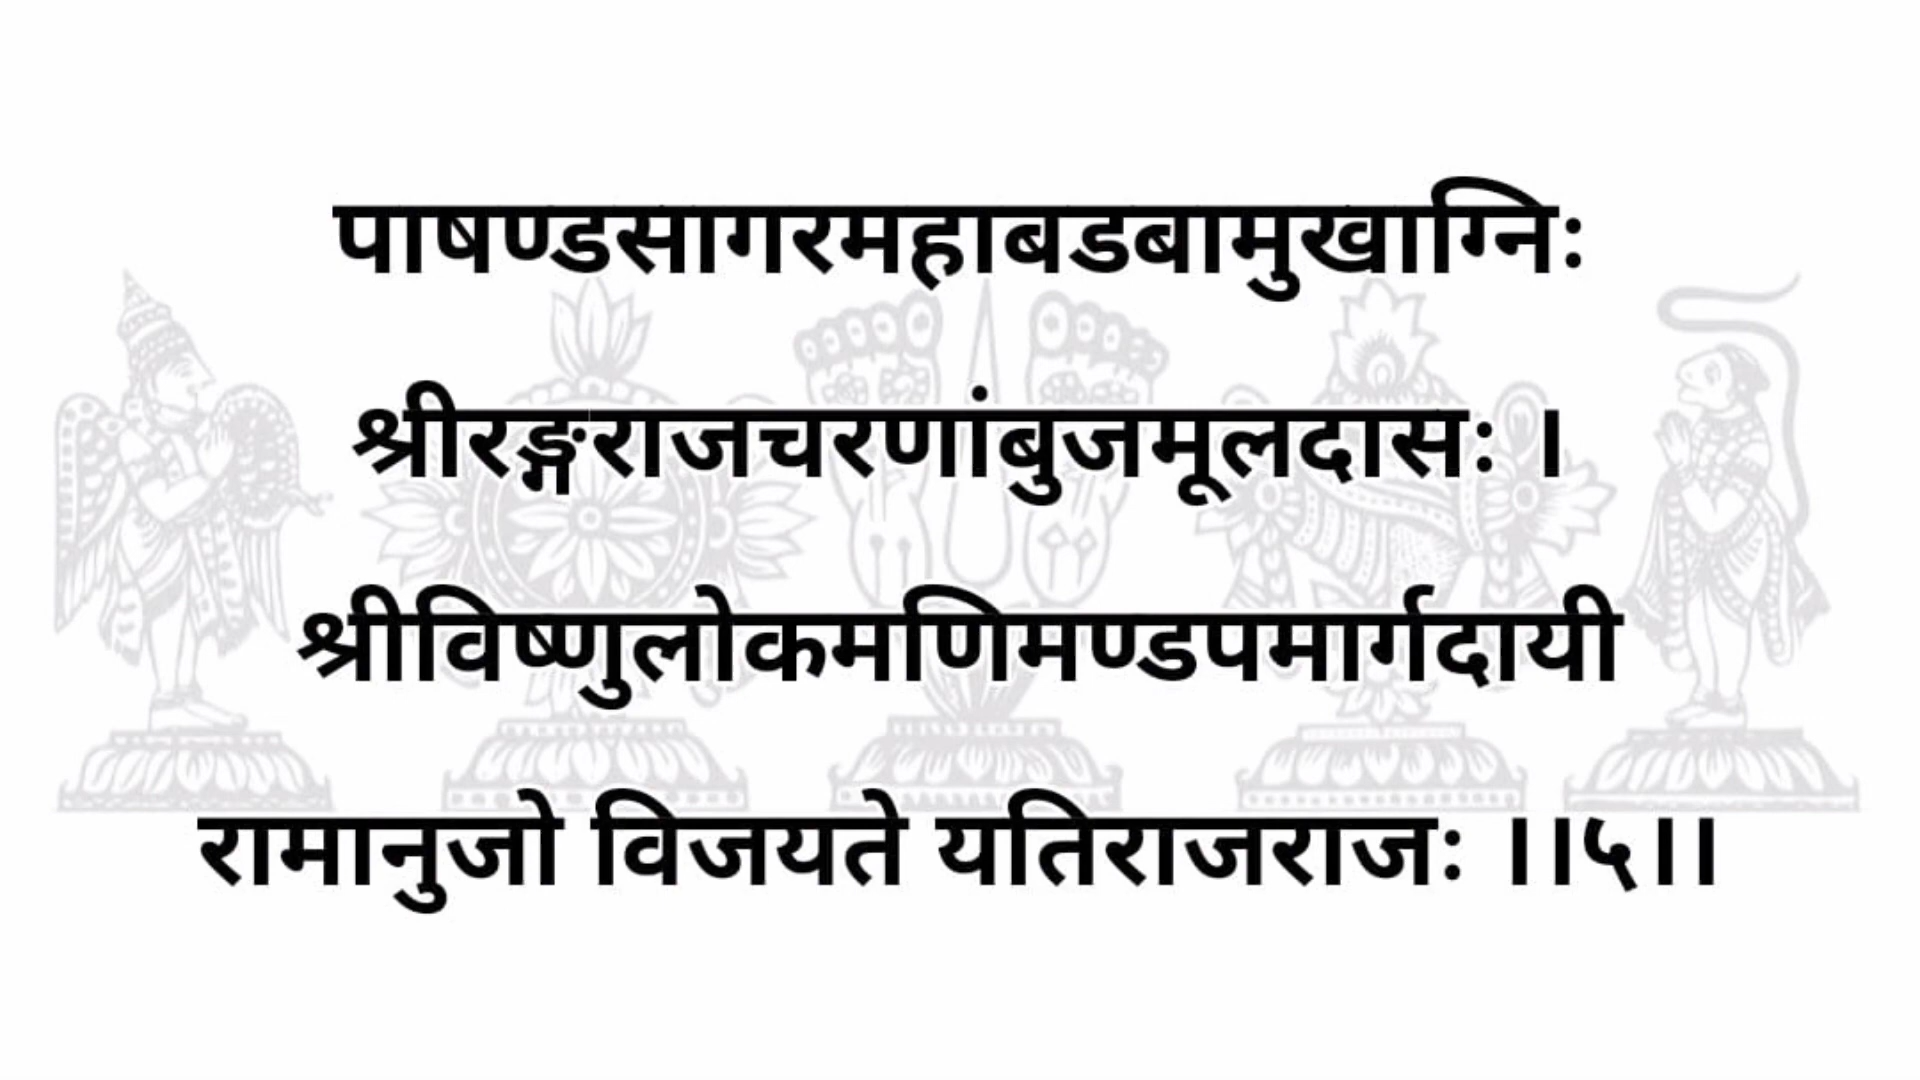 पाषण्डसागरमहाबडबामुखाग्निः
श्रीरङ्गराजचरणांबुजमूलदासः ।
श्रीविष्णुलोकमणिमण्डपमार्गदायी
रामानुजो विजयते यतिराजराजः ।।५।।